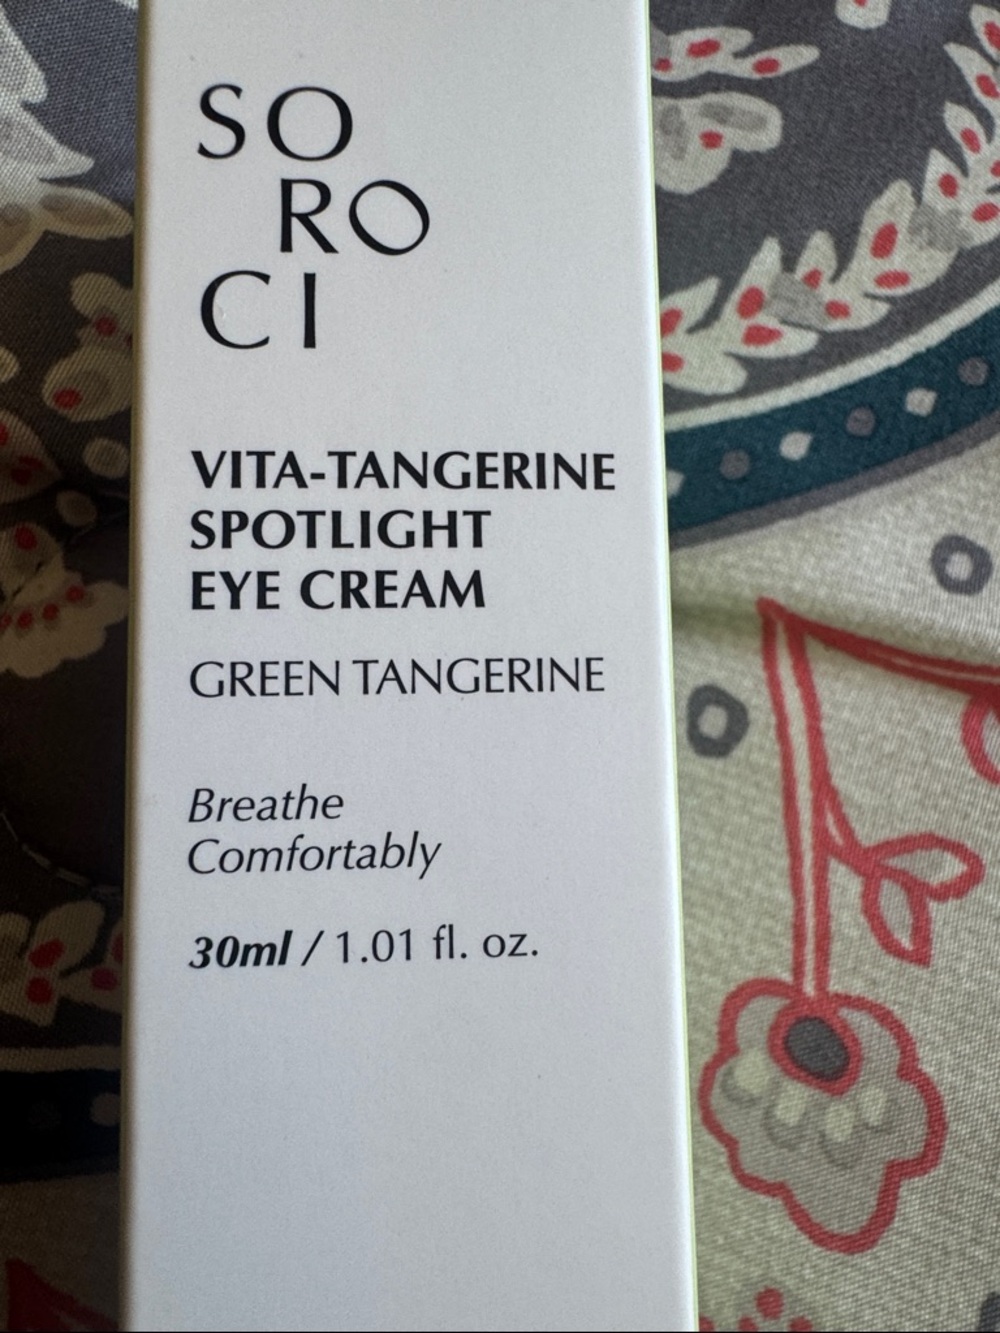 SO
RO
CI
VITA-TANGERINE
SPOTLIGHT
EYE CREAM
GREEN TANGERINE
Breathe
Comfortably
30ml / 1.01 fl. oz.